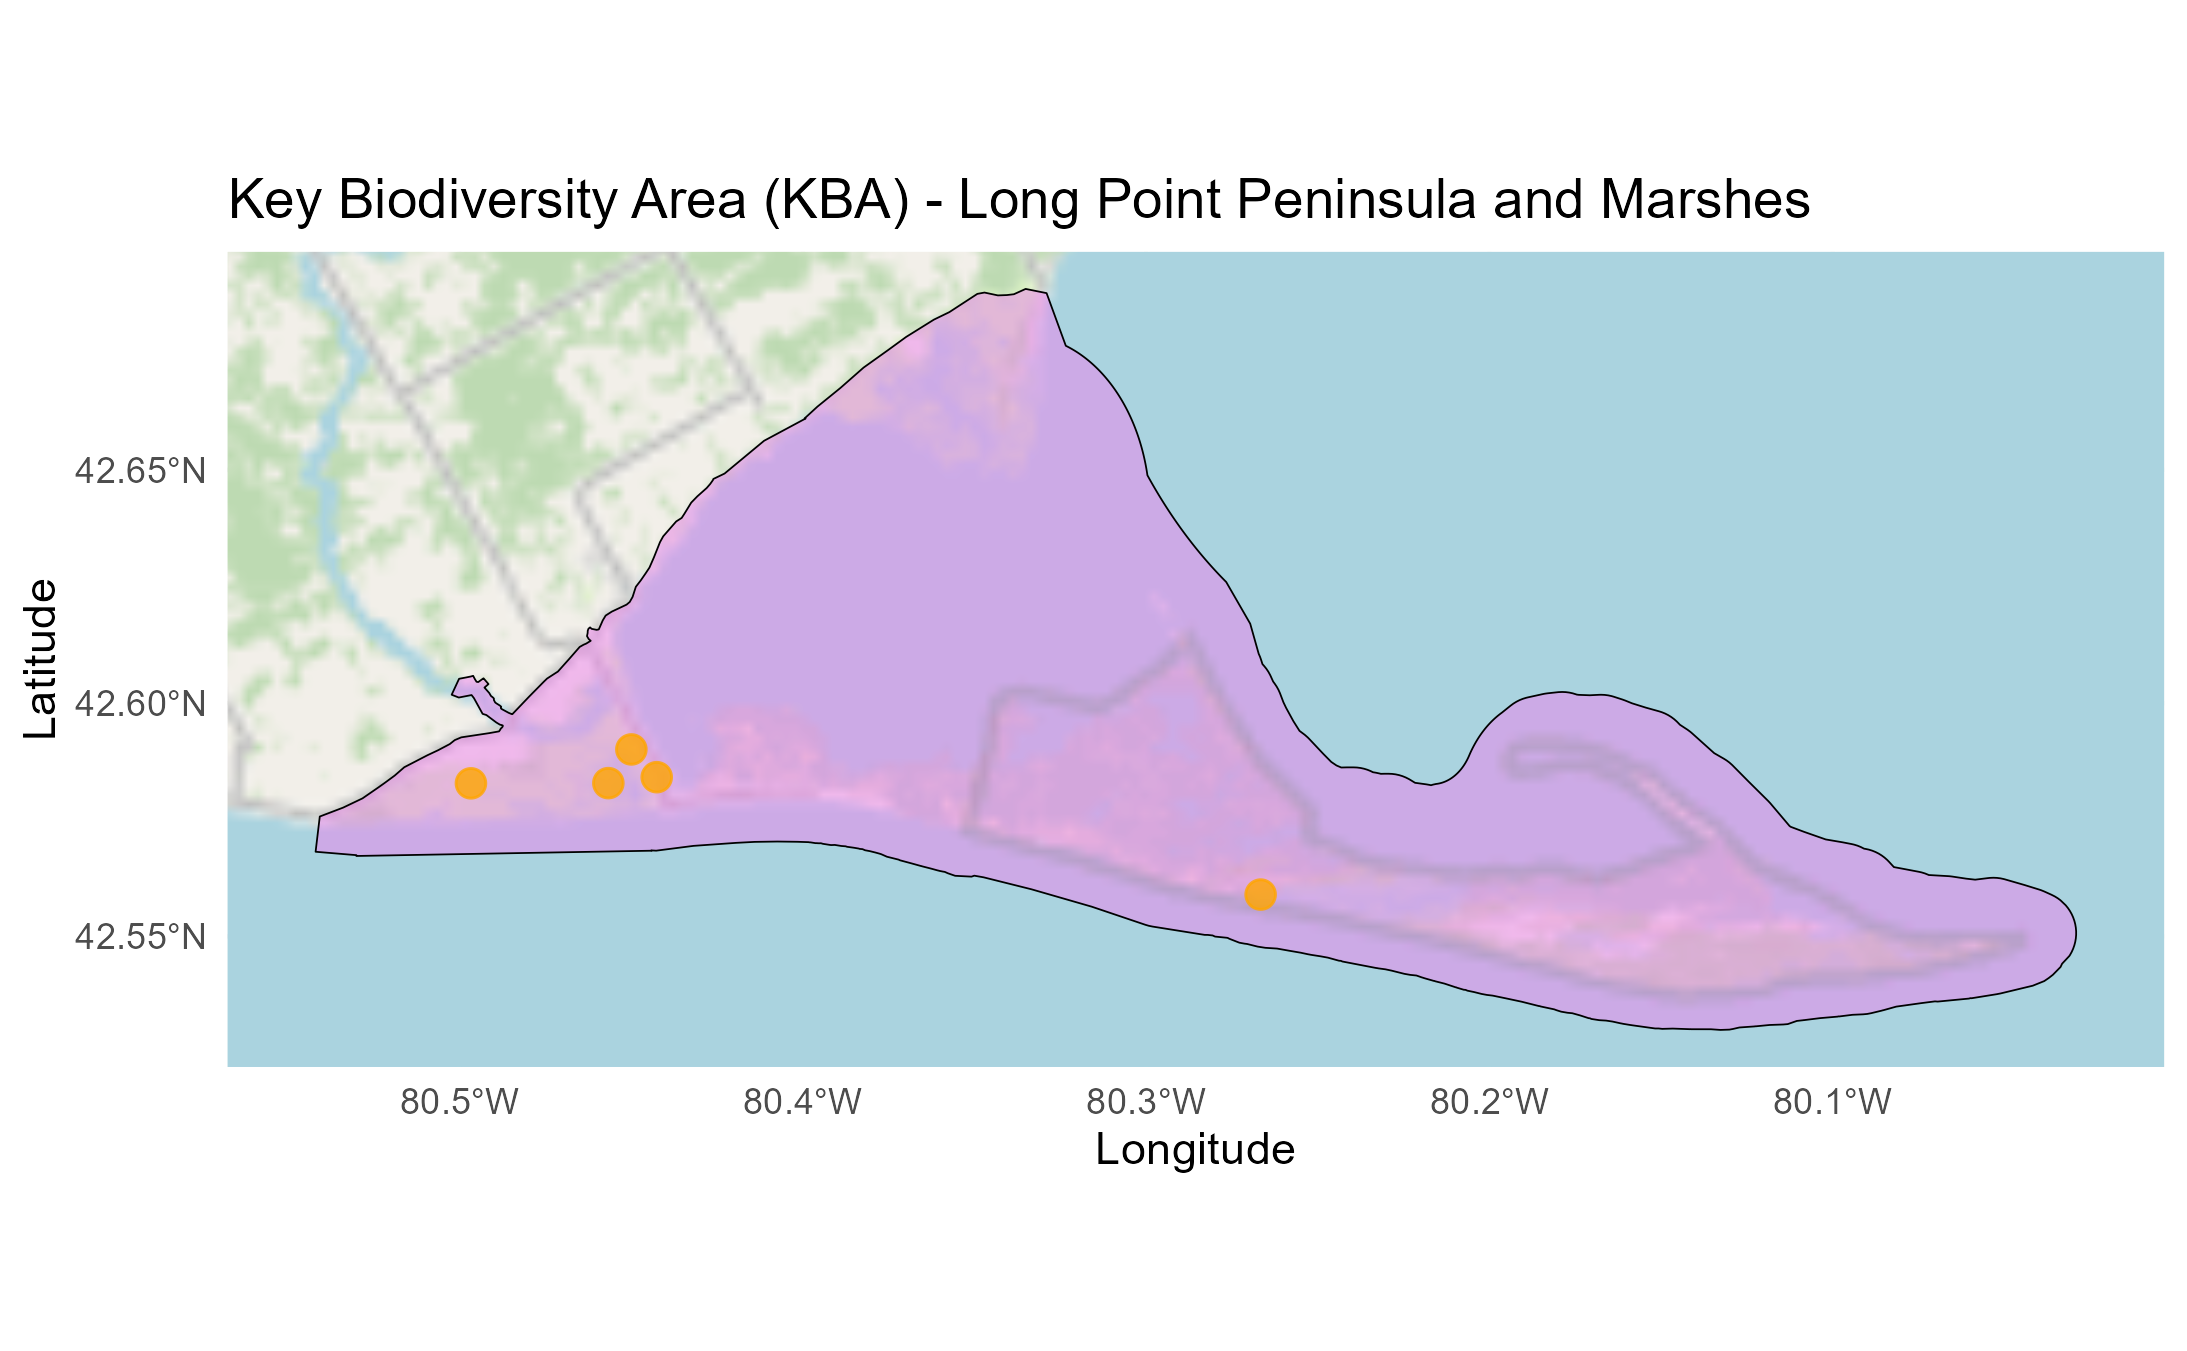 Key Biodiversity Area (KBA) - Long Point Peninsula and Marshes
42.65°N
42.60°N
42.55°N
Latitude
80.5°W 80.4°W 80.3°W 80.2°W 80.1°W
Longitude